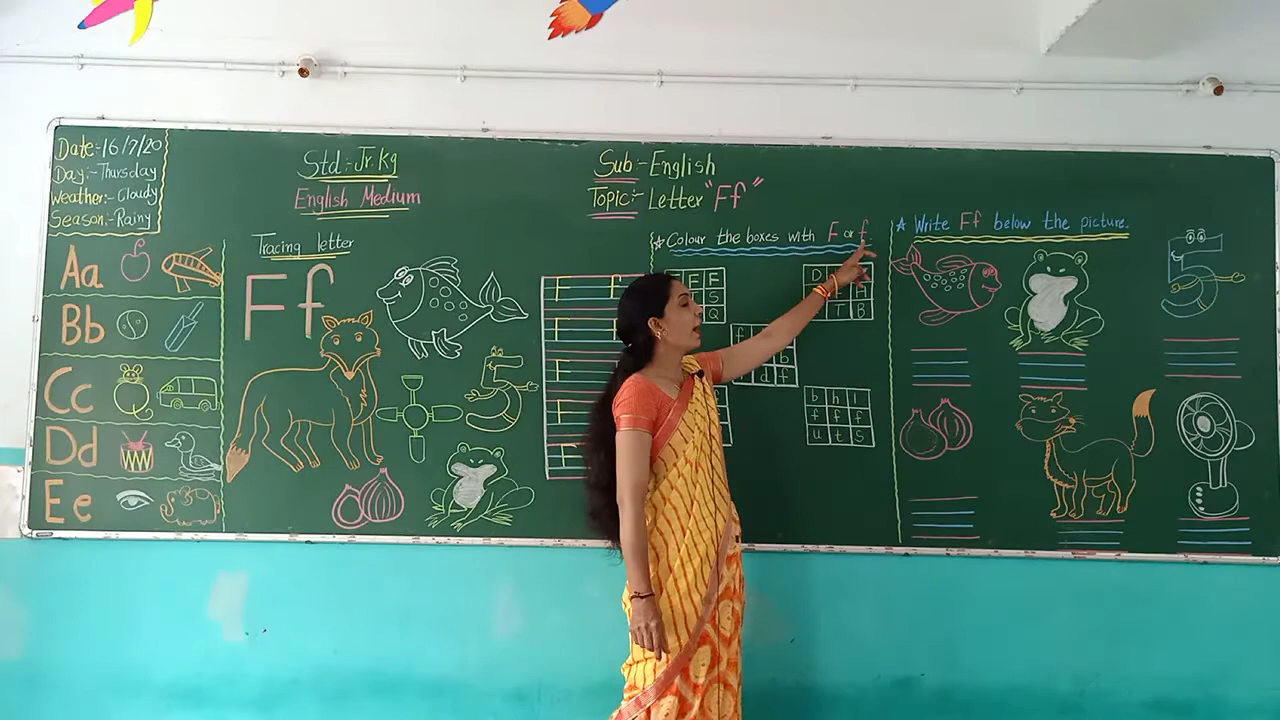 Date:-16/7/20
Day:-Thursday
Weather:-Cloudy
Season:-Rainy
Std:-Jr.Kg
English Medium
Sub:-English
Topic:-Letter "Ff"
Aa
Bb
Cc
Dd
Ee
Tracing letter
Ff
F F
F
F
F
F
☆ Colour the boxes with F or f
F F
S
Q
D
H
T B
f
b
d f
b h l
f f f
u t s
☆ Write Ff below the picture.